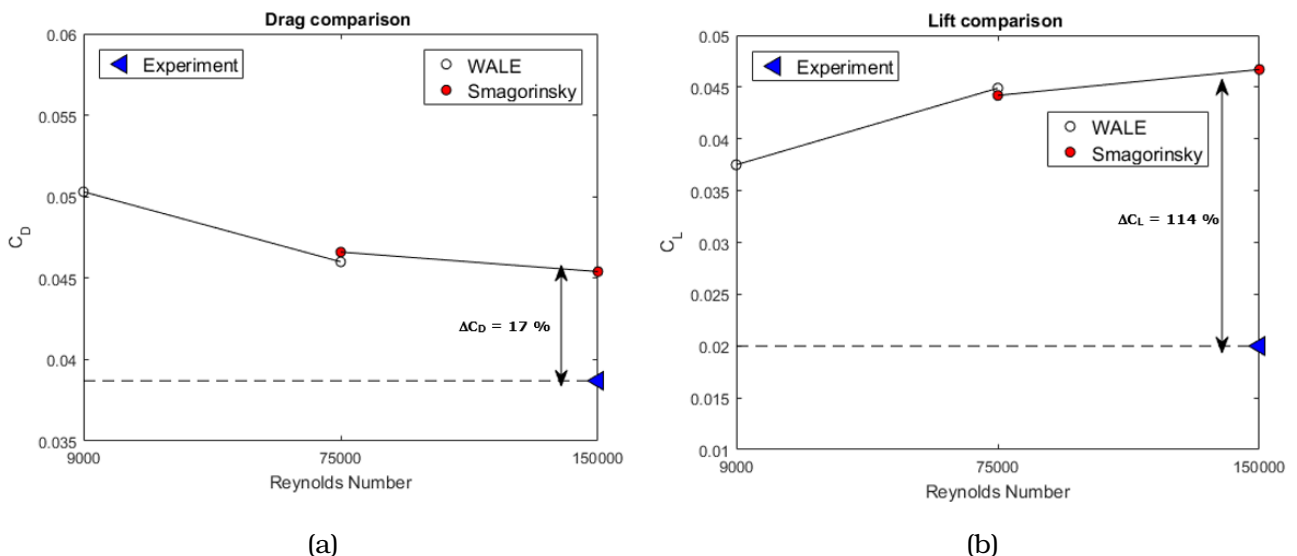 Drag comparison
0.06
0.055
0.05
0.045
0.04
0.035
C_D
Experiment
WALE
Smagorinsky
ΔC_D = 17 %
9000
75000
150000
Reynolds Number
(a)
Lift comparison
0.05
0.045
0.04
0.035
0.03
0.025
0.02
0.015
0.01
C_L
Experiment
WALE
Smagorinsky
ΔC_L = 114 %
9000
75000
150000
Reynolds Number
(b)